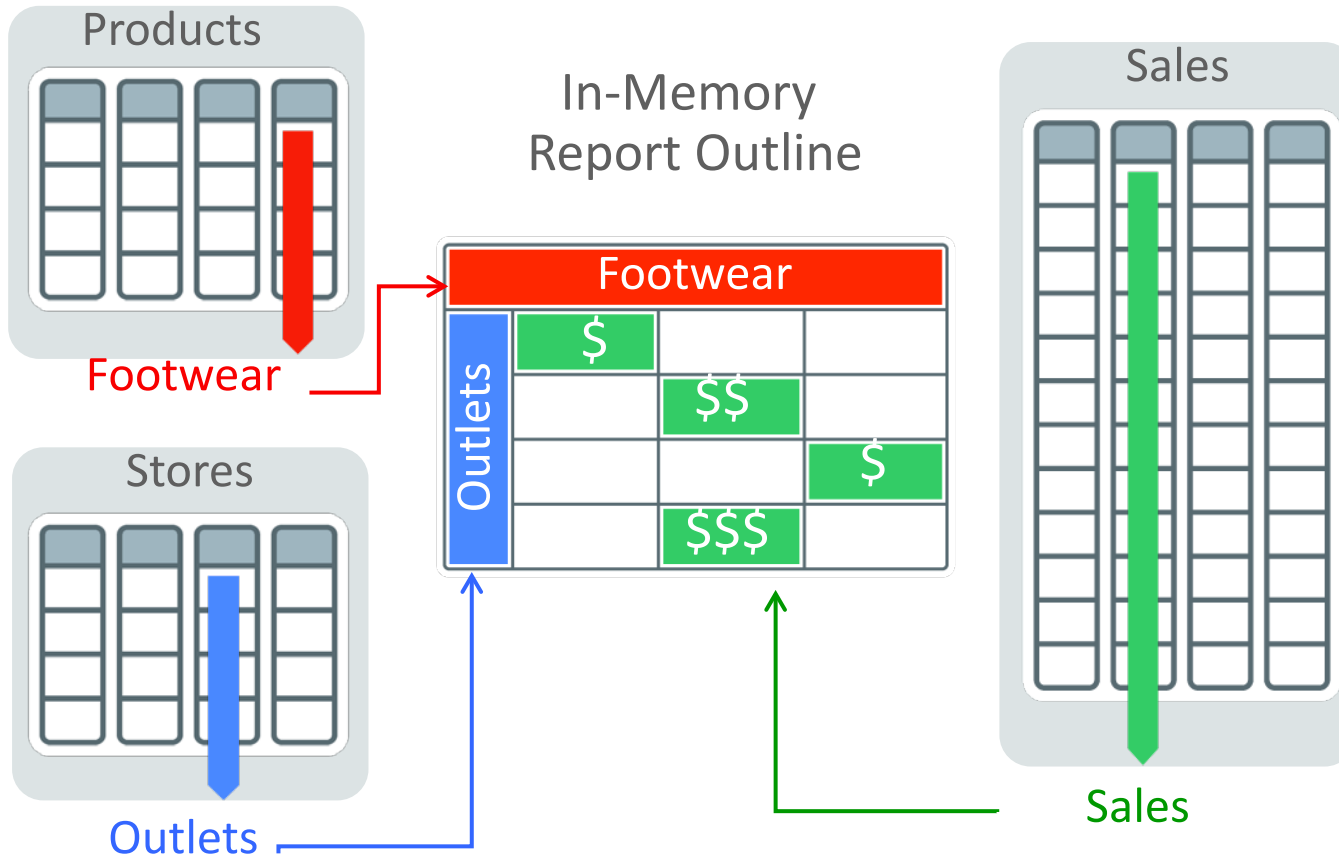 Products
In-Memory
Report Outline
Sales
Footwear
Footwear
Outlets
$
$$
$
$$$
Stores
Outlets
Sales